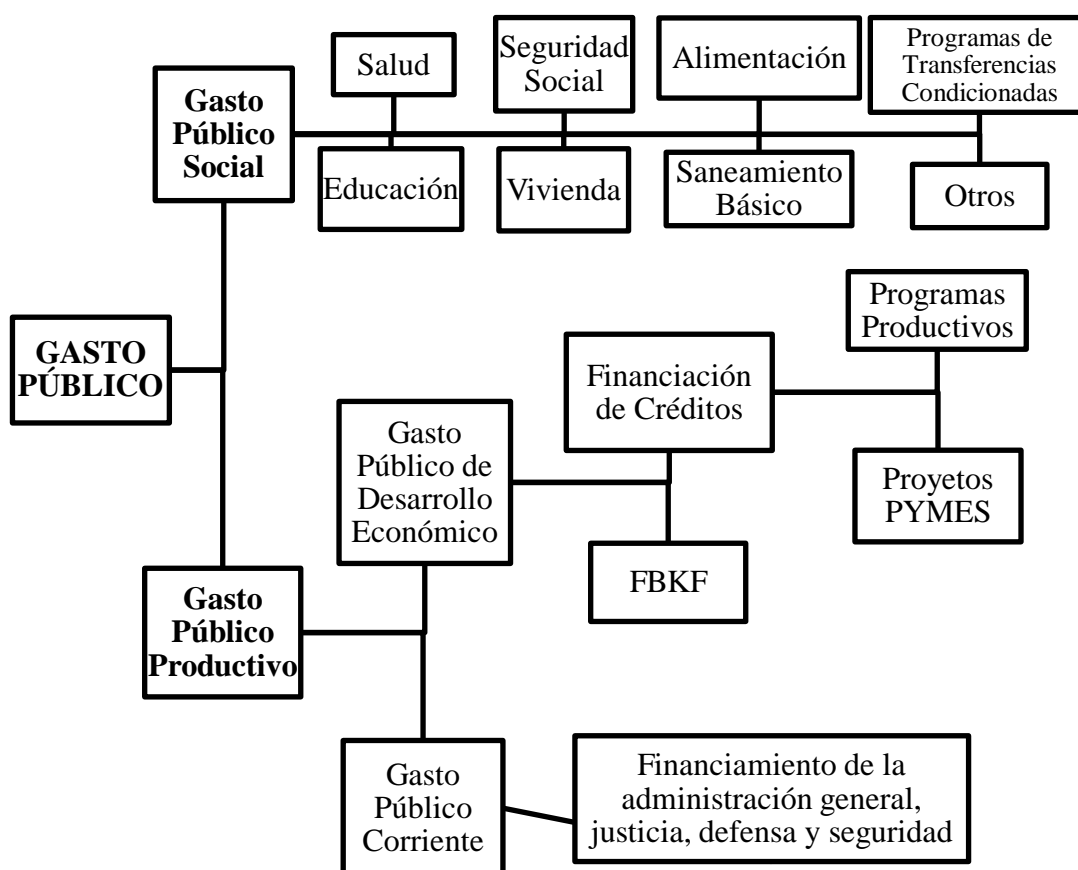 Salud
Seguridad
Social
Alimentación
Programas de
Transferencias
Condicionadas
Gasto
Público
Social
Educación
Vivienda
Saneamiento
Básico
Otros
GASTO
PÚBLICO
Programas
Productivos
Financiación
de Créditos
Gasto
Público de
Desarrollo
Económico
Proyetos
PYMES
FBKF
Gasto
Público
Productivo
Gasto
Público
Corriente
Financiamiento de la
administración general,
justicia, defensa y seguridad